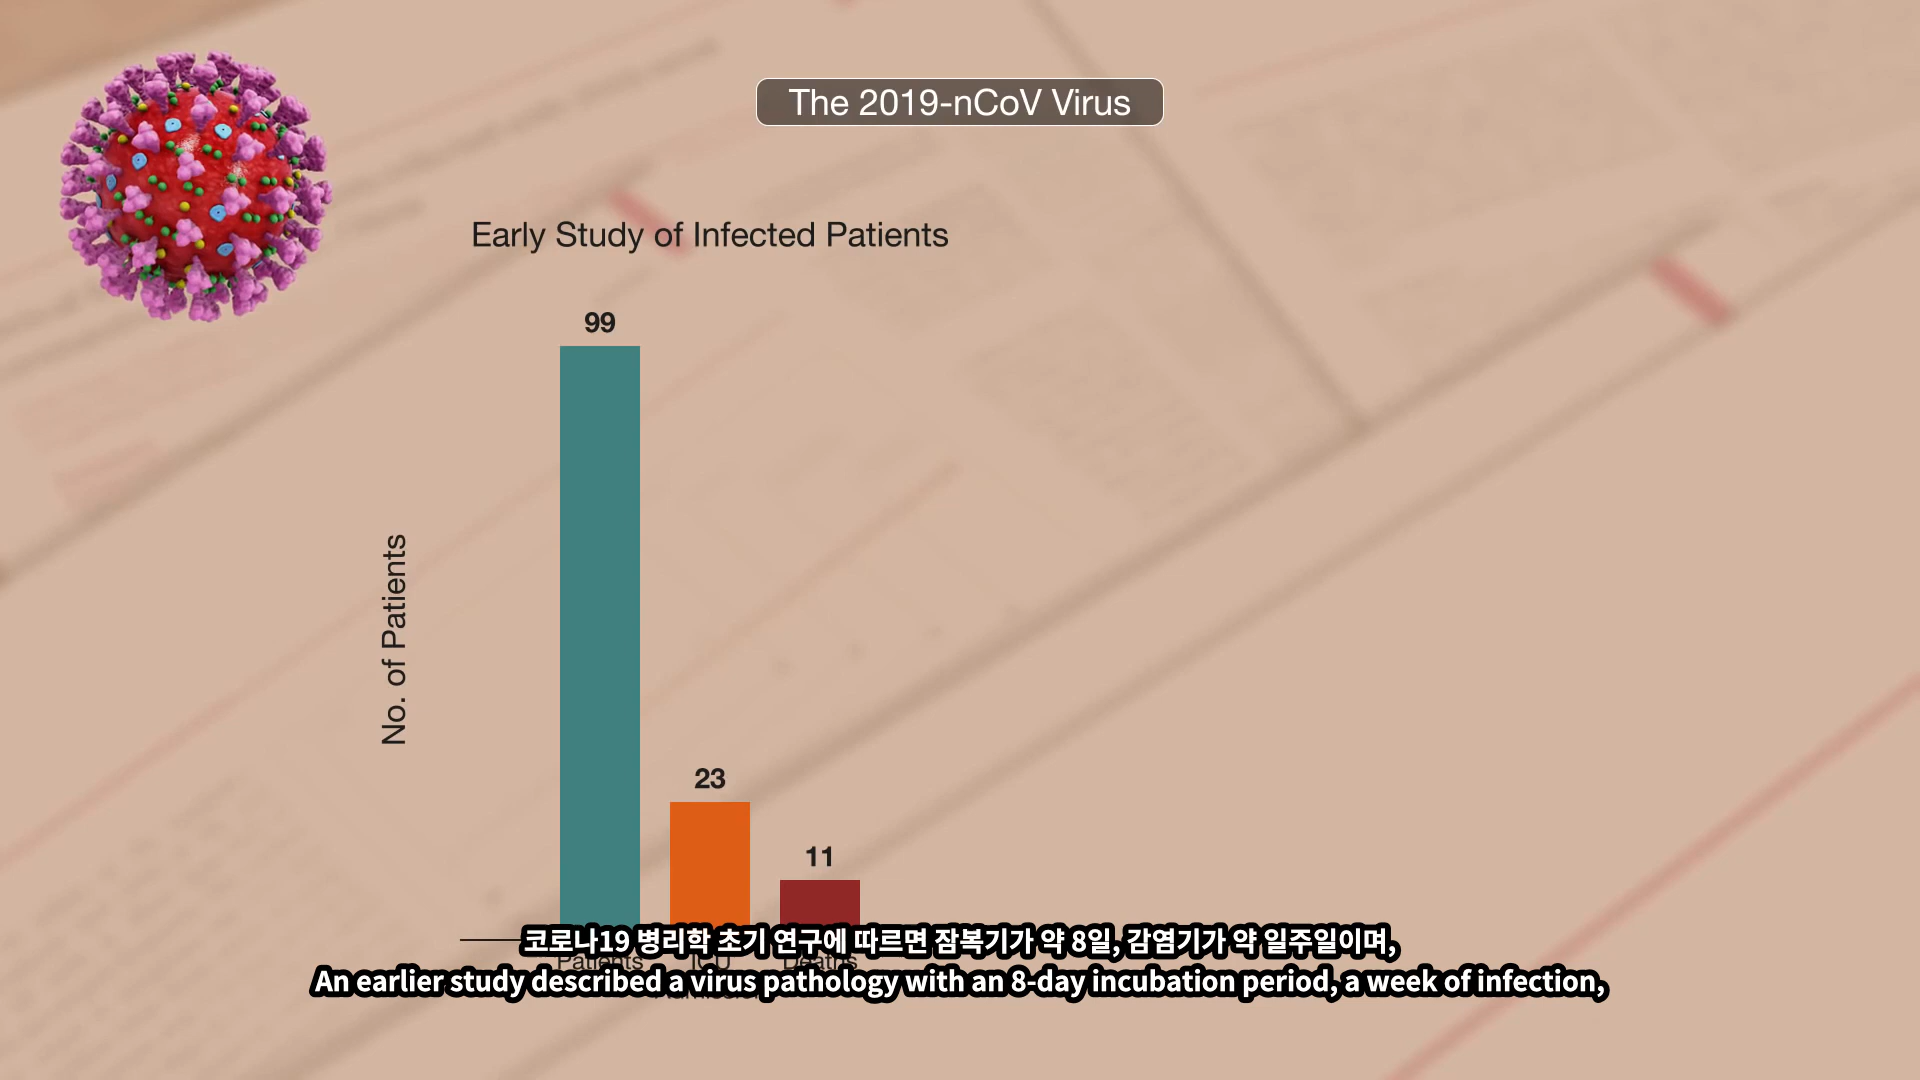 The 2019-nCoV Virus
Early Study of Infected Patients
99
No. of Patients
23
11
Patients
ICU
Deaths
코로나19 병리학 초기 연구에 따르면 잠복기가 약 8일, 감염기가 약 일주일이며,
An earlier study described a virus pathology with an 8-day incubation period, a week of infection,